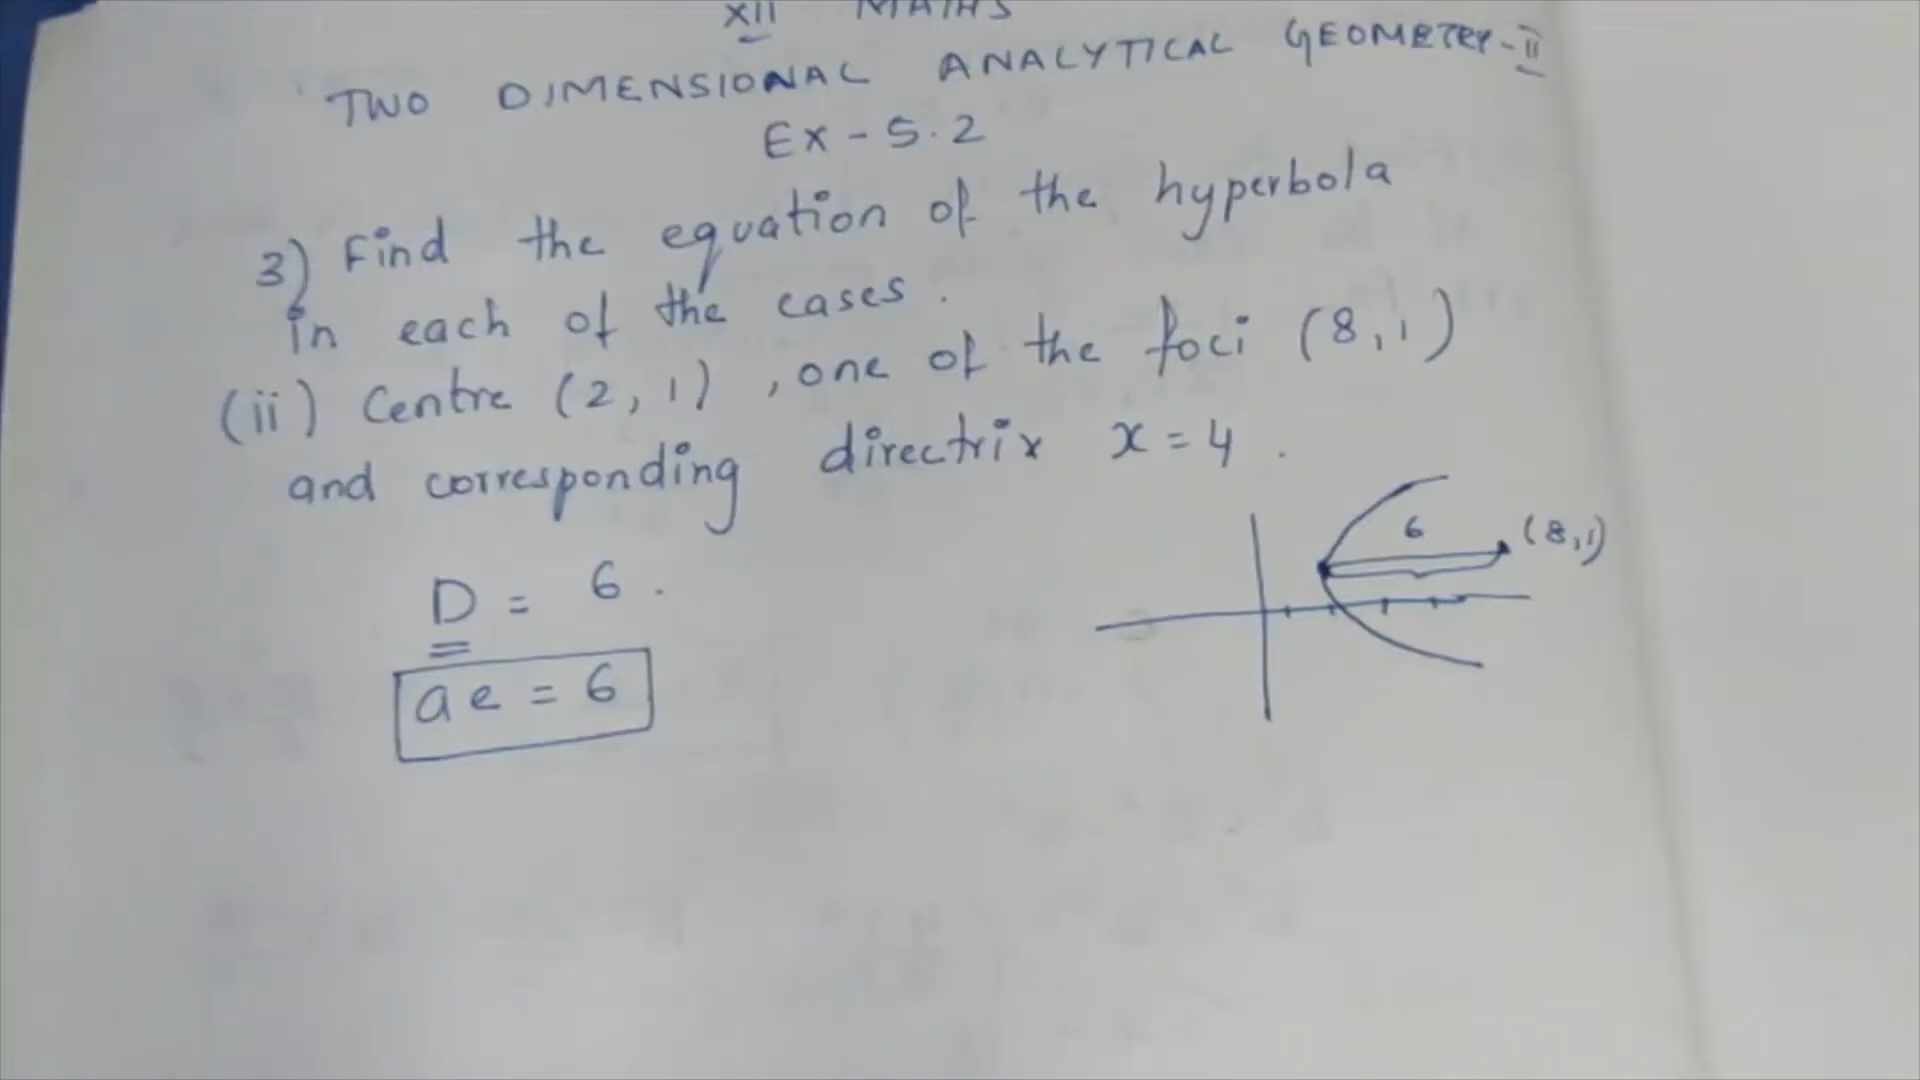 XII MATHS
TWO DIMENSIONAL ANALYTICAL GEOMETRY-II
EX-5.2
3) Find the equation of the hyperbola
in each of the cases.
(ii) Centre (2,1), one of the foci (8,1)
and corresponding directrix x=4.
6 (8,1)
D = 6.
ae = 6